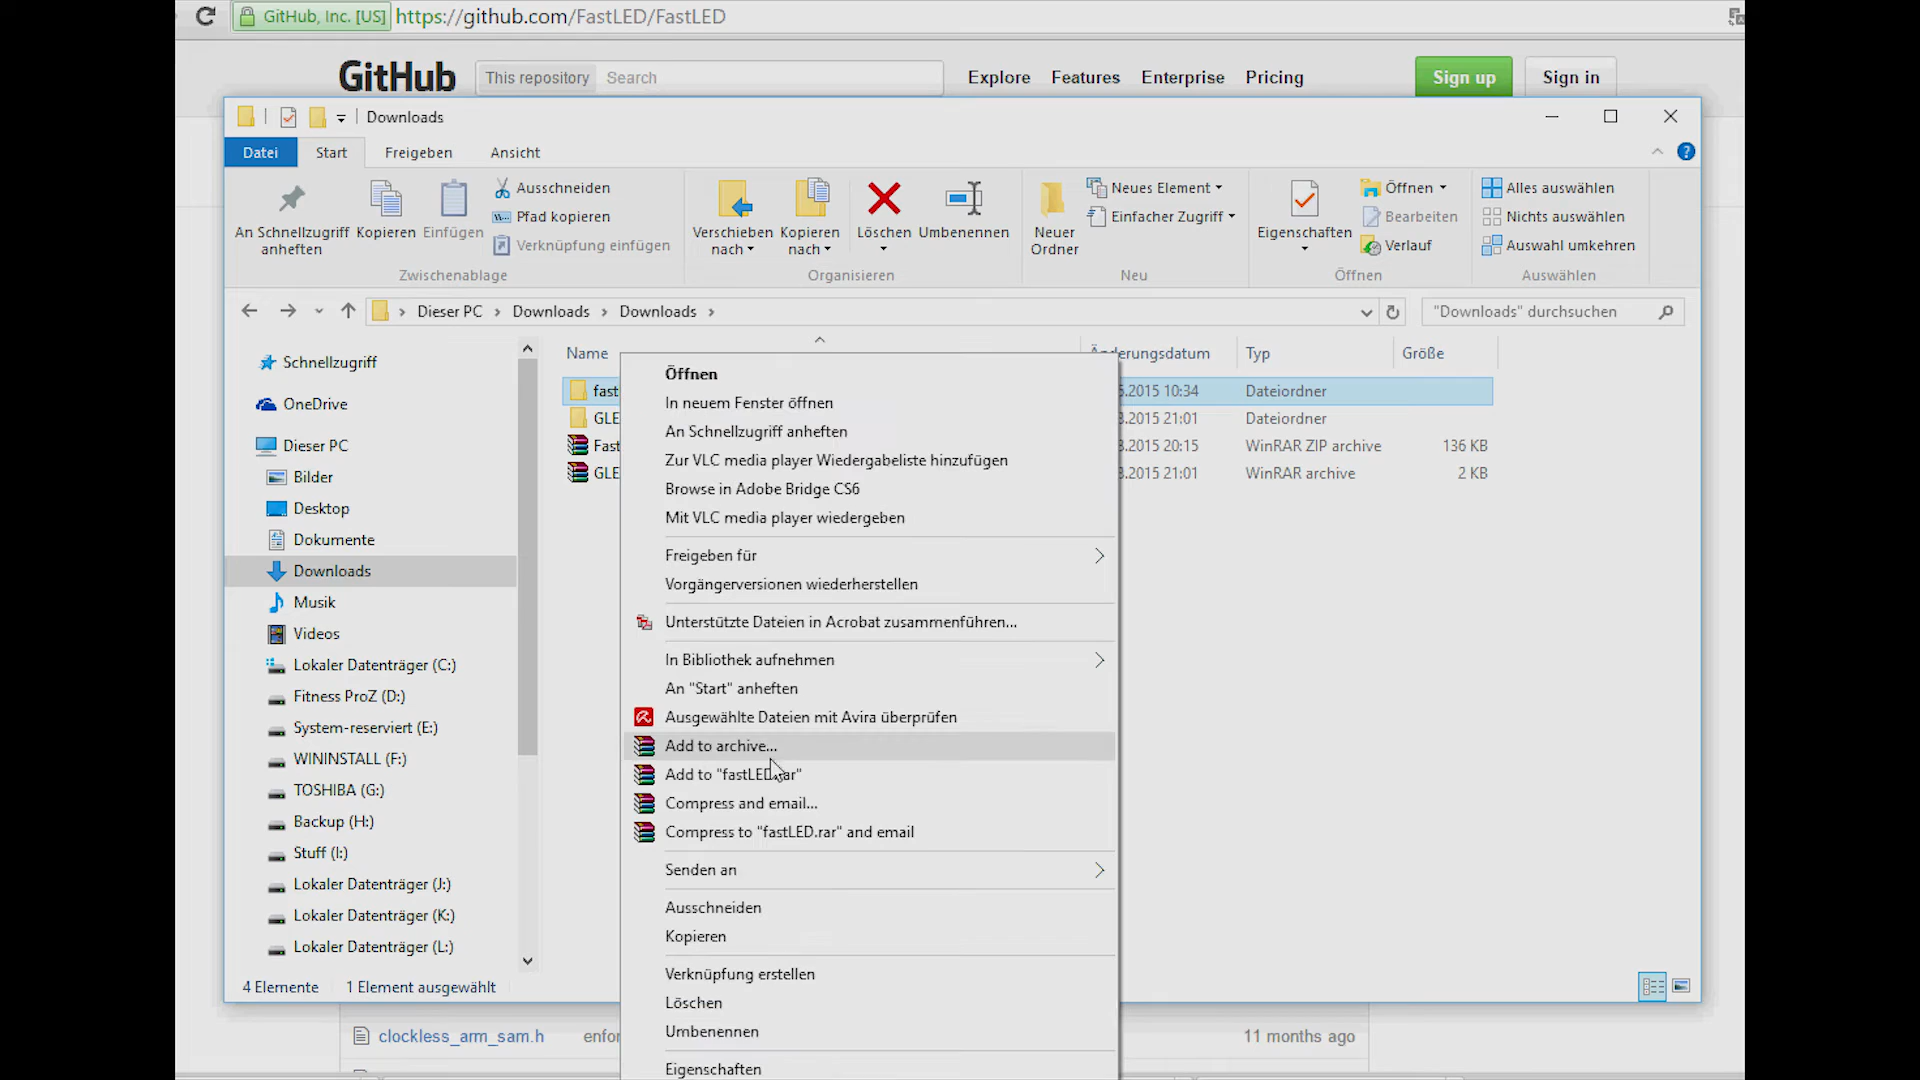 GitHub, Inc. [US] https://github.com/FastLED/FastLED
GitHub This repository Search Explore Features Enterprise Pricing Sign up Sign in
Downloads
Datei Start Freigeben Ansicht
An Schnellzugriff anheften
Kopieren
Einfügen
Ausschneiden
Pfad kopieren
Verknüpfung einfügen
Zwischenablage
Verschieben nach
Kopieren nach
Löschen
Umbenennen
Organisieren
Neuer Ordner
Neues Element
Einfacher Zugriff
Neu
Eigenschaften
Öffnen
Bearbeiten
Verlauf
Öffnen
Alles auswählen
Nichts auswählen
Auswahl umkehren
Auswählen
Dieser PC > Downloads > Downloads >
"Downloads" durchsuchen
Schnellzugriff
OneDrive
Dieser PC
Bilder
Desktop
Dokumente
Downloads
Musik
Videos
Lokaler Datenträger (C:)
Fitness ProZ (D:)
System-reserviert (E:)
WININSTALL (F:)
TOSHIBA (G:)
Backup (H:)
Stuff (I:)
Lokaler Datenträger (J:)
Lokaler Datenträger (K:)
Lokaler Datenträger (L:)
Name Änderungsdatum Typ Größe
fast .2015 10:34 Dateiordner
GLE .2015 21:01 Dateiordner
Fast .2015 20:15 WinRAR ZIP archive 136 KB
GLE .2015 21:01 WinRAR archive 2 KB
Öffnen
In neuem Fenster öffnen
An Schnellzugriff anheften
Zur VLC media player Wiedergabeliste hinzufügen
Browse in Adobe Bridge CS6
Mit VLC media player wiedergeben
Freigeben für
Vorgängerversionen wiederherstellen
Unterstützte Dateien in Acrobat zusammenführen...
In Bibliothek aufnehmen
An "Start" anheften
Ausgewählte Dateien mit Avira überprüfen
Add to archive...
Add to "fastLED.rar"
Compress and email...
Compress to "fastLED.rar" and email
Senden an
Ausschneiden
Kopieren
Verknüpfung erstellen
Löschen
Umbenennen
Eigenschaften
4 Elemente 1 Element ausgewählt
clockless_arm_sam.h enfor 11 months ago